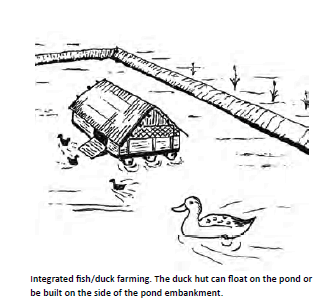 Integrated fish/duck farming. The duck hut can float on the pond or
be built on the side of the pond embankment.